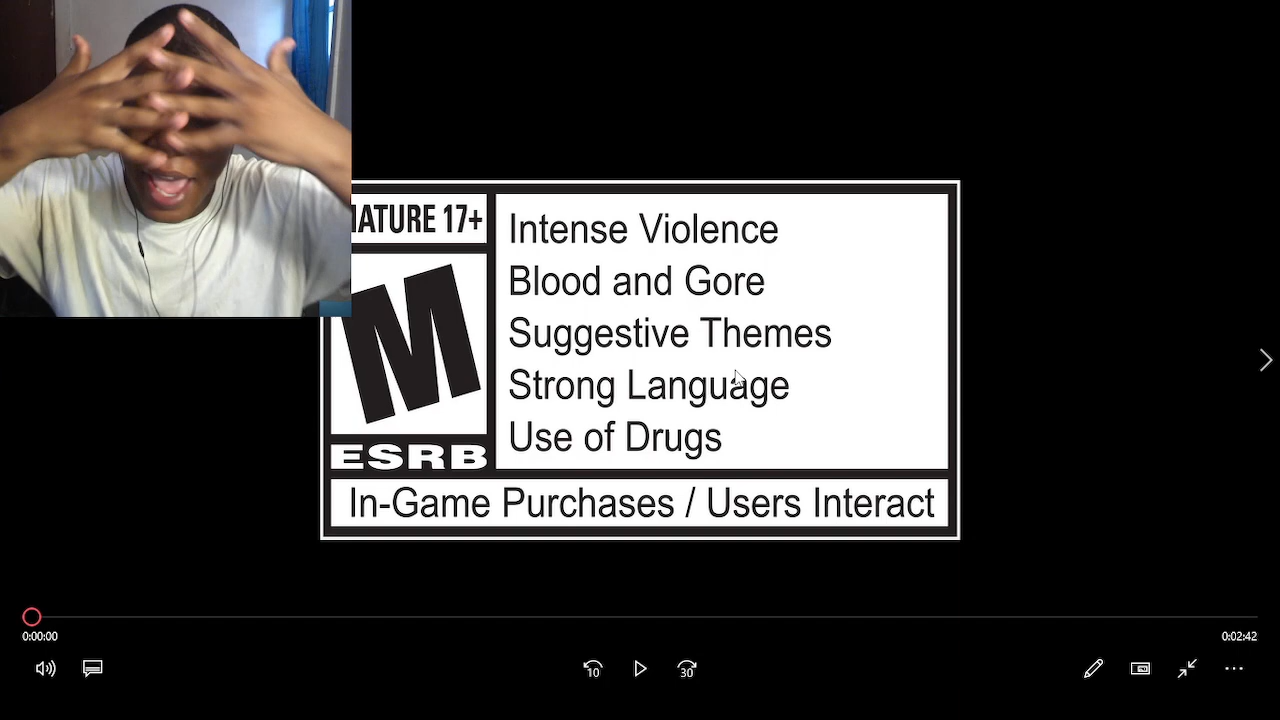 MATURE 17+
M
ESRB
Intense Violence
Blood and Gore
Suggestive Themes
Strong Language
Use of Drugs
In-Game Purchases / Users Interact
0:00:00
0:02:42
10
30